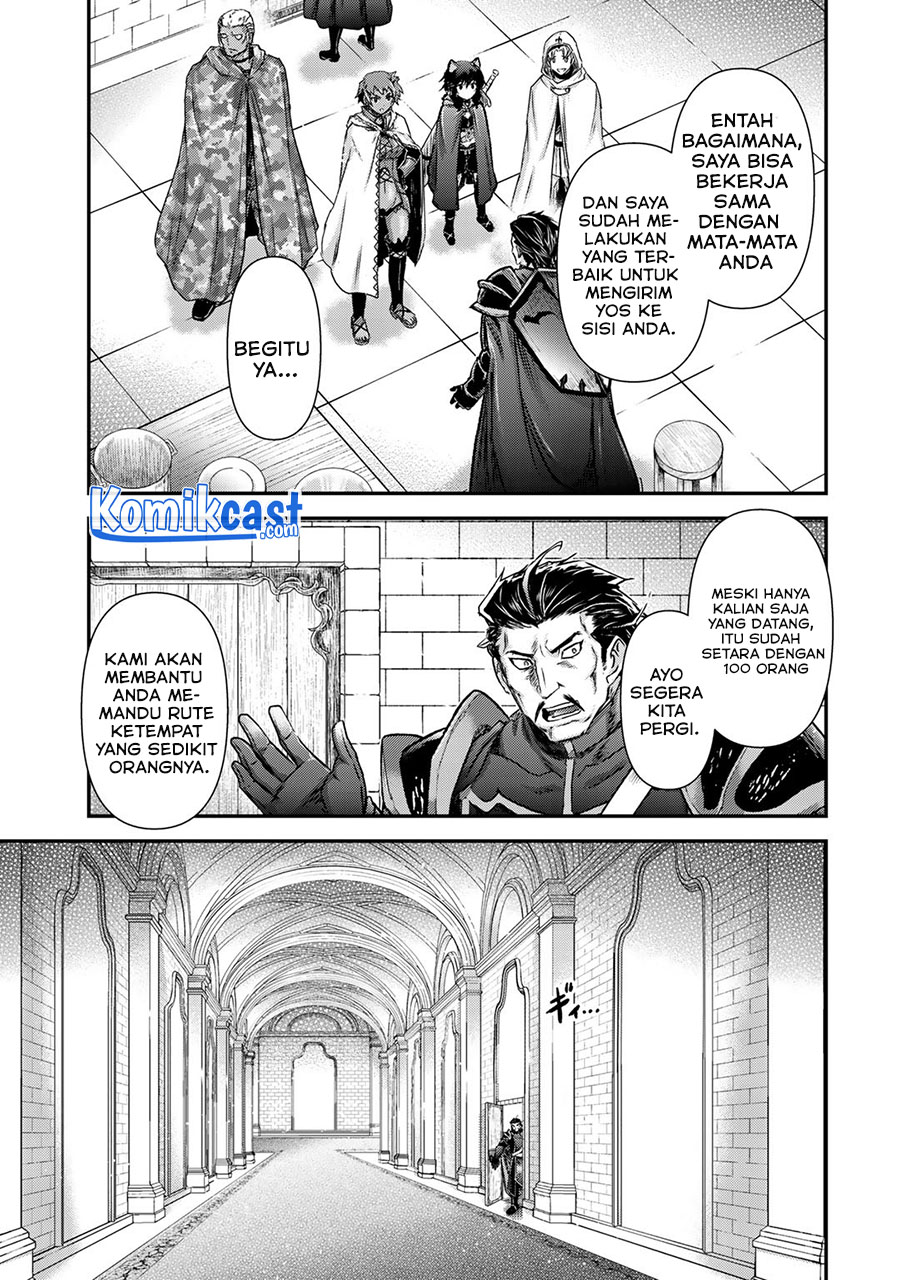 ENTAH
BAGAIMANA,
SAYA BISA
BEKERJA
SAMA
DENGAN
MATA-MATA
ANDA
DAN SAYA
SUDAH ME-
LAKUKAN
YANG TER-
BAIK UNTUK
MENGIRIM
YOS KE
SISI ANDA.
BEGITU
YA...
Komikcast
.com
MESKI HANYA
KALIAN SAJA
YANG DATANG,
ITU SUDAH
SETARA DENGAN
100 ORANG
AYO
SEGERA
KITA
PERGI.
KAMI AKAN
MEMBANTU
ANDA ME-
MANDU RUTE
KETEMPAT
YANG SEDIKIT
ORANGNYA.
ギィ...